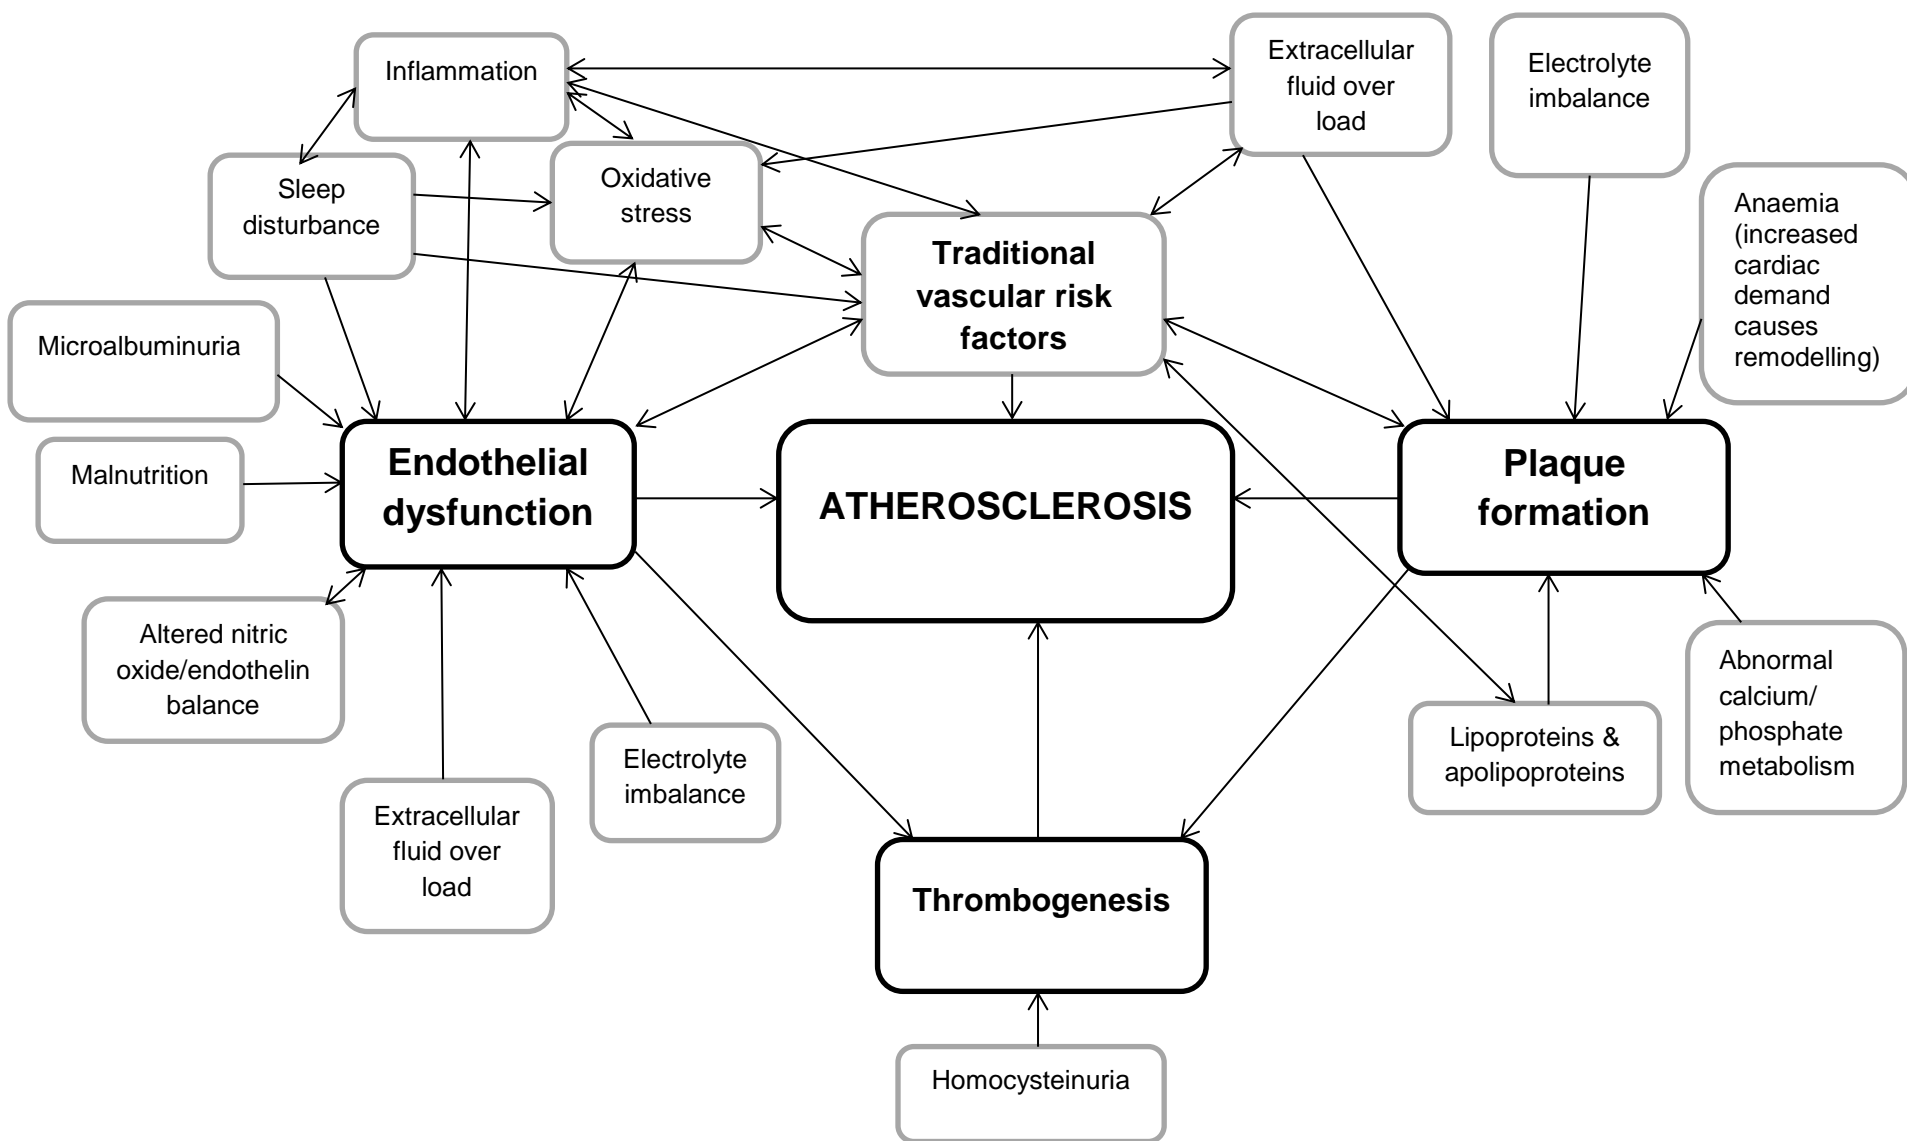 Inflammation
Extracellular
fluid over
load
Electrolyte
imbalance
Sleep
disturbance
Oxidative
stress
Traditional
vascular risk
factors
Anaemia
(increased
cardiac
demand
causes
remodelling)
Microalbuminuria
Malnutrition
Endothelial
dysfunction
ATHEROSCLEROSIS
Plaque
formation
Altered nitric
oxide/endothelin
balance
Extracellular
fluid over
load
Electrolyte
imbalance
Lipoproteins &
apolipoproteins
Abnormal
calcium/
phosphate
metabolism
Thrombogenesis
Homocysteinuria